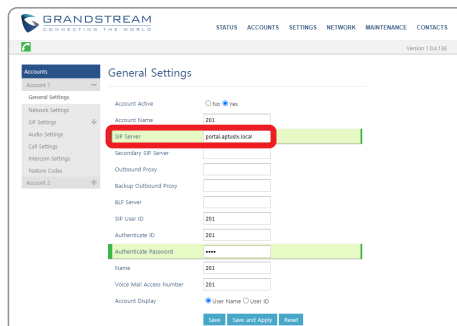 GRANDSTREAM
CONNECTING THE WORLD
STATUS ACCOUNTS SETTINGS NETWORK MAINTENANCE CONTACTS
Version 1.0.4.138
Accounts
General Settings
Account 1
General Settings
Network Settings
SIP Settings
Audio Settings
Call Settings
Intercom Settings
Feature Codes
Account 2
Account Active No Yes
Account Name 201
SIP Server portal.aptustx.local
Secondary SIP Server
Outbound Proxy
Backup Outbound Proxy
BLF Server
SIP User ID 201
Authenticate ID 201
Authenticate Password ••••
Name 201
Voice Mail Access Number 201
Account Display User Name User ID
Save Save and Apply Reset